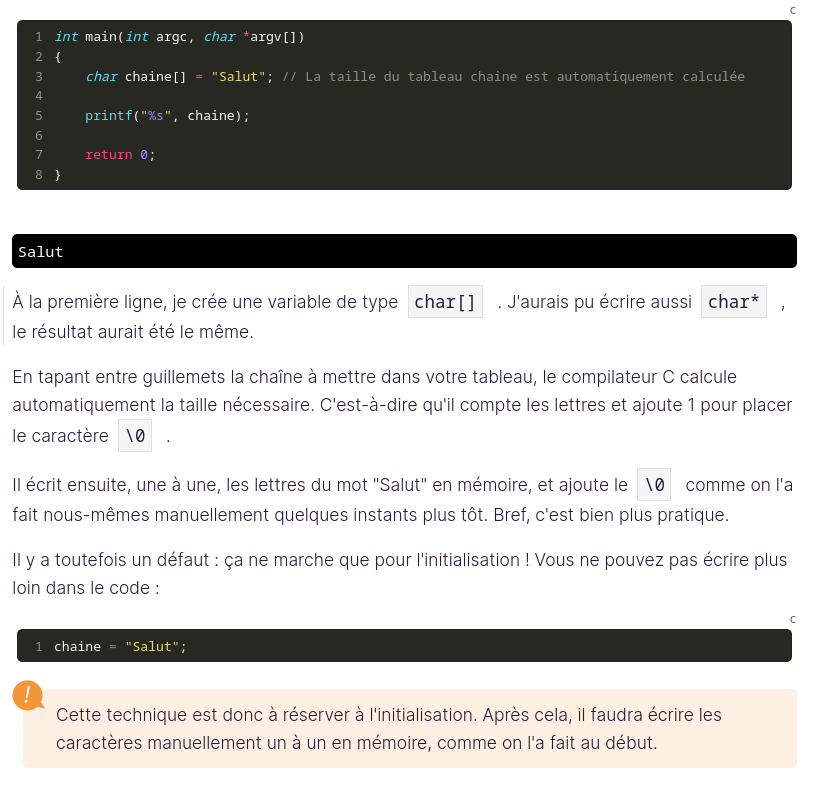 c
1 int main(int argc, char *argv[])
2 {
3     char chaine[] = "Salut"; // La taille du tableau chaine est automatiquement calculée
4
5     printf("%s", chaine);
6
7     return 0;
8 }
Salut
À la première ligne, je crée une variable de type char[] . J'aurais pu écrire aussi char* ,
le résultat aurait été le même.
En tapant entre guillemets la chaîne à mettre dans votre tableau, le compilateur C calcule
automatiquement la taille nécessaire. C'est-à-dire qu'il compte les lettres et ajoute 1 pour placer
le caractère \0 .
Il écrit ensuite, une à une, les lettres du mot "Salut" en mémoire, et ajoute le \0 comme on l'a
fait nous-mêmes manuellement quelques instants plus tôt. Bref, c'est bien plus pratique.
Il y a toutefois un défaut : ça ne marche que pour l'initialisation ! Vous ne pouvez pas écrire plus
loin dans le code :
c
1 chaine = "Salut";
!
Cette technique est donc à réserver à l'initialisation. Après cela, il faudra écrire les
caractères manuellement un à un en mémoire, comme on l'a fait au début.